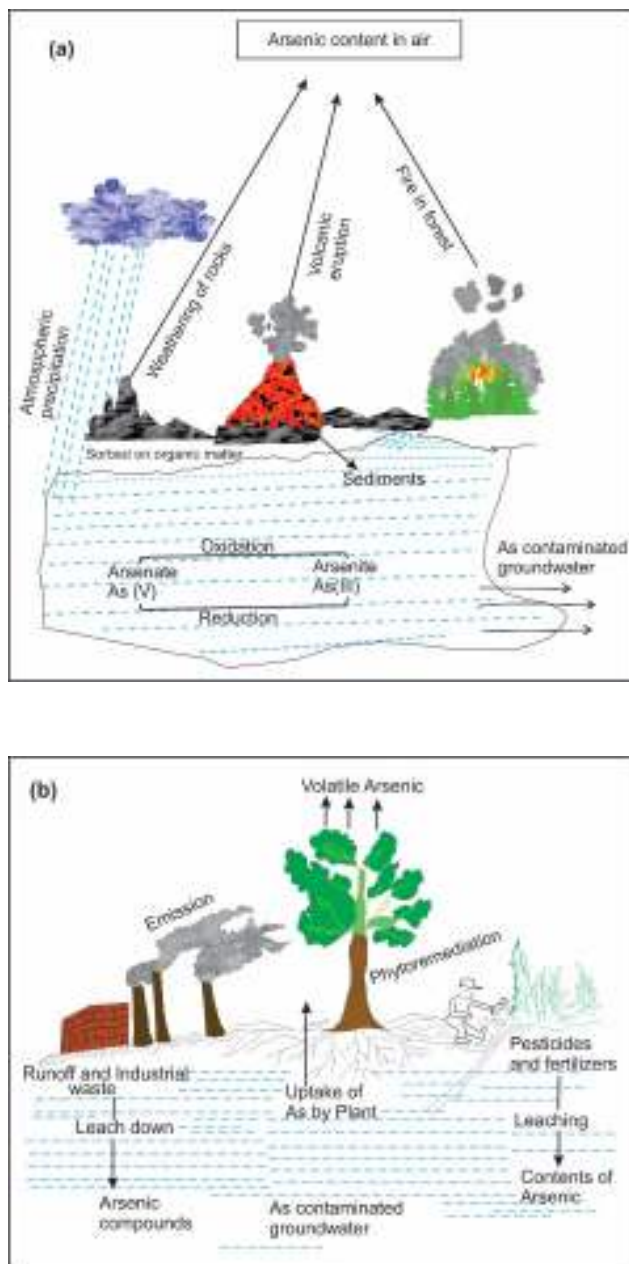 (a)
Arsenic content in air
Weathering of rocks
Volcanic
eruption
Fire in forest
Atmospheric
precipitation
Sorbed on organic matter
Sediments
Oxidation
Arsenate
As (V)
Arsenite
As(III)
Reduction
As contaminated
groundwater
(b)
Volatile Arsenic
Emission
Phytoremediation
Runoff and Industrial
waste
Leach down
Arsenic
compounds
Uptake of
As by Plant
As contaminated
groundwater
Pesticides
and fertilizers
Leaching
Contents of
Arsenic